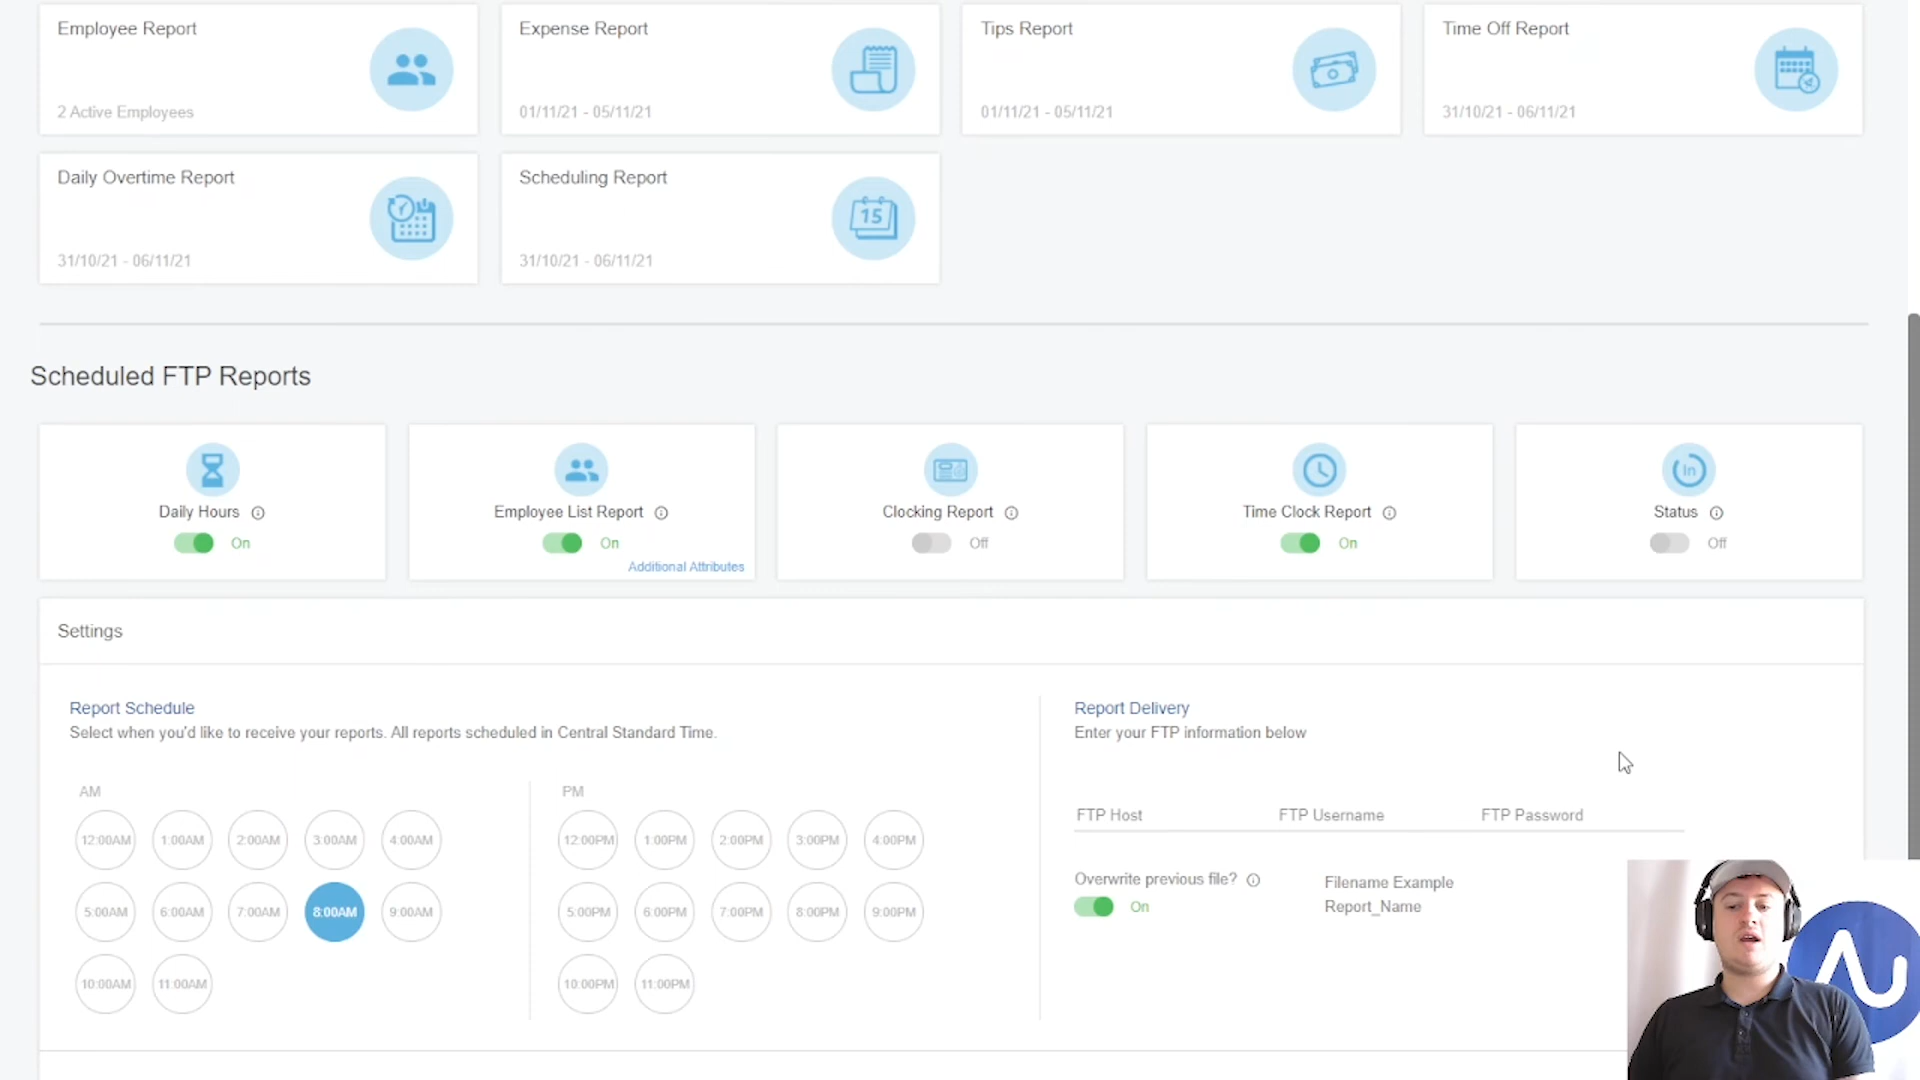 Employee Report
2 Active Employees
Expense Report
01/11/21 - 05/11/21
Tips Report
01/11/21 - 05/11/21
Time Off Report
31/10/21 - 06/11/21
Daily Overtime Report
31/10/21 - 06/11/21
Scheduling Report
15
31/10/21 - 06/11/21
Scheduled FTP Reports
Daily Hours
On
Employee List Report
On
Additional Attributes
Clocking Report
Off
Time Clock Report
On
In
Status
Off
Settings
Report Schedule
Select when you'd like to receive your reports. All reports scheduled in Central Standard Time.
AM
12:00AM 1:00AM 2:00AM 3:00AM 4:00AM
5:00AM 6:00AM 7:00AM 8:00AM 9:00AM
10:00AM 11:00AM
PM
12:00PM 1:00PM 2:00PM 3:00PM 4:00PM
5:00PM 6:00PM 7:00PM 8:00PM 9:00PM
10:00PM 11:00PM
Report Delivery
Enter your FTP information below
FTP Host FTP Username FTP Password
Overwrite previous file?
On
Filename Example
Report_Name